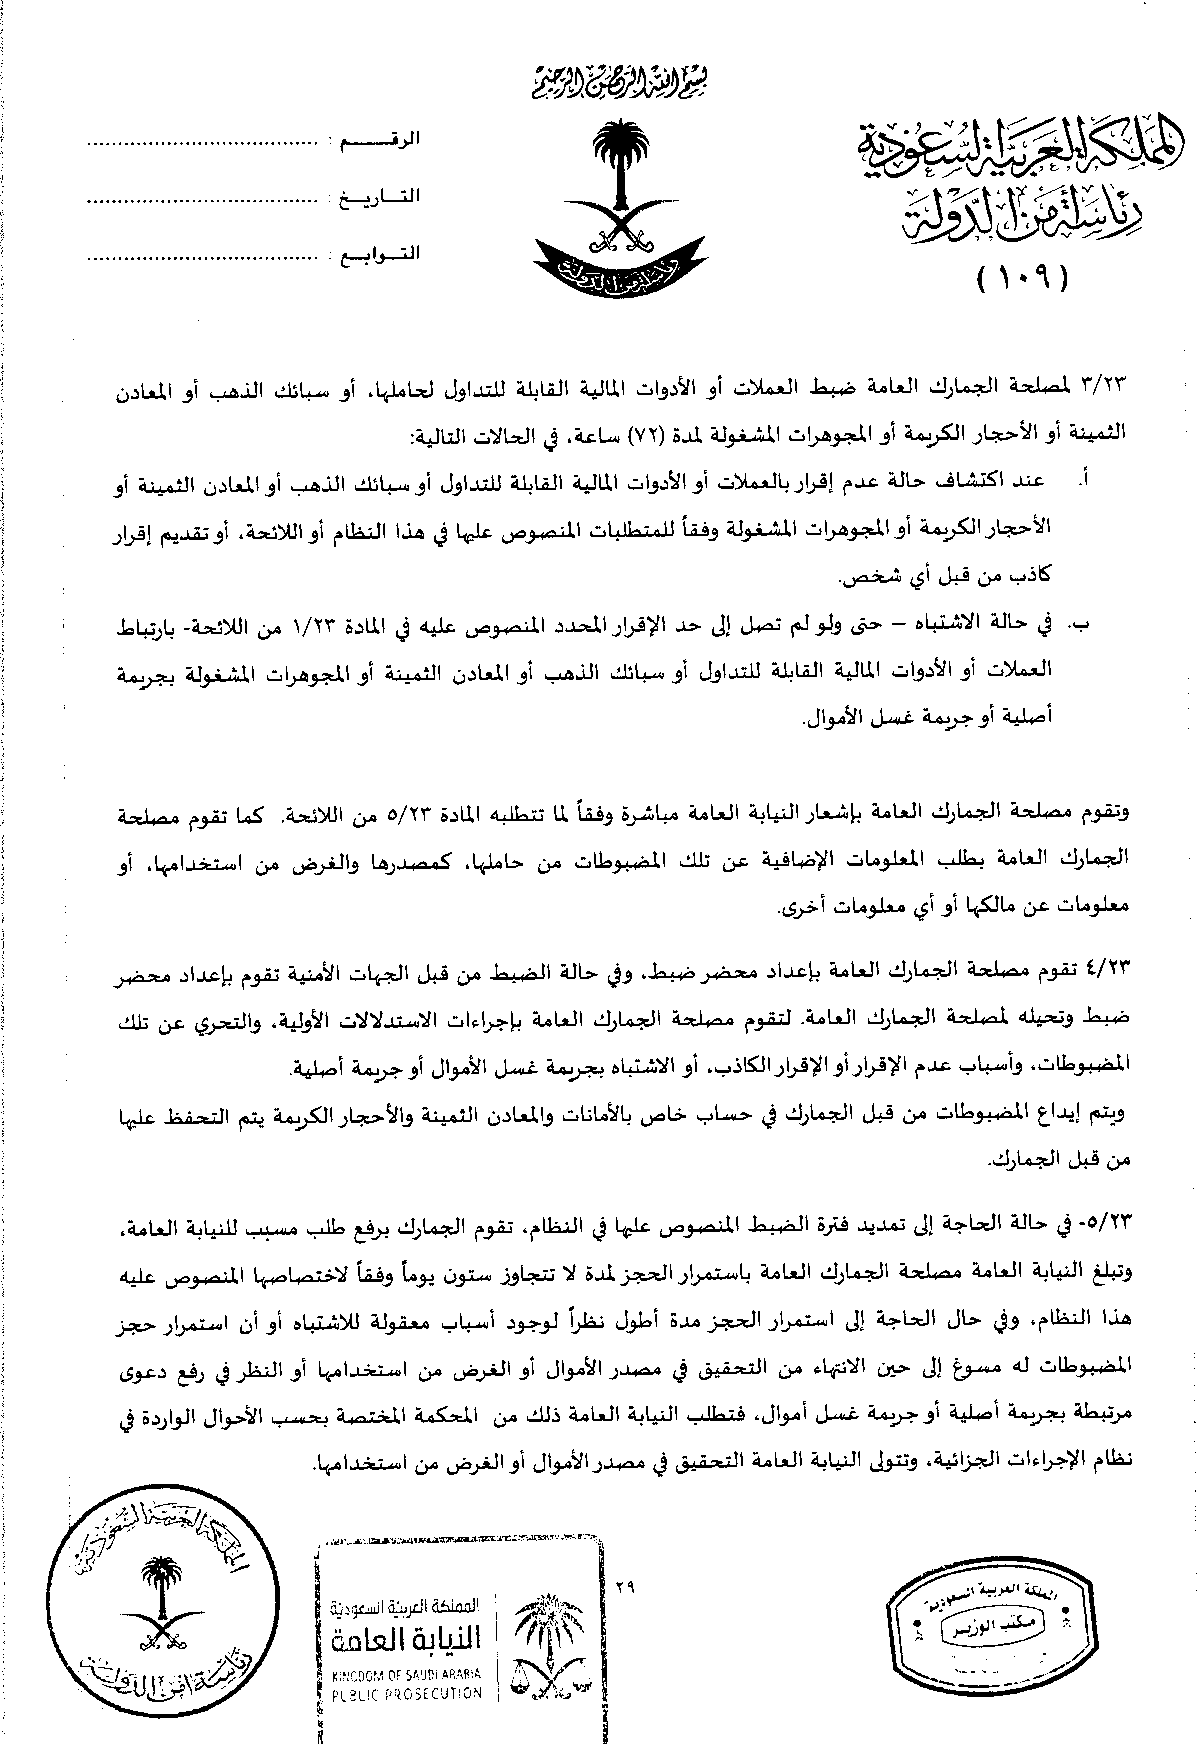 بسم الله الرحمن الرحيم
المملكة العربية السعودية
رئاسة أمن الدولة
(١٠٩)
الرقـــــم : ......................................
التـــاريــخ : ......................................
التـــوابــع : ......................................
رئاسة أمن الدولة
٣/٢٣ لمصلحة الجمارك العامة ضبط العملات أو الأدوات المالية القابلة للتداول لحاملها، أو سبائك الذهب أو المعادن
الثمينة أو الأحجار الكريمة أو المجوهرات المشغولة لمدة (٧٢) ساعة، في الحالات التالية:
أ. عند اكتشاف حالة عدم إقرار بالعملات أو الأدوات المالية القابلة للتداول أو سبائك الذهب أو المعادن الثمينة أو
الأحجار الكريمة أو المجوهرات المشغولة وفقاً للمتطلبات المنصوص عليها في هذا النظام أو اللائحة، أو تقديم إقرار
كاذب من قبل أي شخص.
ب. في حالة الاشتباه – حتى ولو لم تصل إلى حد الإقرار المحدد المنصوص عليه في المادة ١/٢٣ من اللائحة- بارتباط
العملات أو الأدوات المالية القابلة للتداول أو سبائك الذهب أو المعادن الثمينة أو المجوهرات المشغولة بجريمة
أصلية أو جريمة غسل الأموال.
وتقوم مصلحة الجمارك العامة بإشعار النيابة العامة مباشرة وفقاً لما تتطلبه المادة ٥/٢٣ من اللائحة. كما تقوم مصلحة
الجمارك العامة بطلب المعلومات الإضافية عن تلك المضبوطات من حاملها، كمصدرها والغرض من استخدامها، أو
معلومات عن مالكها أو أي معلومات أخرى.
٤/٢٣ تقوم مصلحة الجمارك العامة بإعداد محضر ضبط، وفي حالة الضبط من قبل الجهات الأمنية تقوم بإعداد محضر
ضبط وتحيله لمصلحة الجمارك العامة. لتقوم مصلحة الجمارك العامة بإجراءات الاستدلالات الأولية، والتحري عن تلك
المضبوطات، وأسباب عدم الإقرار أو الإقرار الكاذب، أو الاشتباه بجريمة غسل الأموال أو جريمة أصلية.
ويتم إيداع المضبوطات من قبل الجمارك في حساب خاص بالأمانات والمعادن الثمينة والأحجار الكريمة يتم التحفظ عليها
من قبل الجمارك.
٥/٢٣- في حالة الحاجة إلى تمديد فترة الضبط المنصوص عليها في النظام، تقوم الجمارك برفع طلب مسبب للنيابة العامة،
وتبلغ النيابة العامة مصلحة الجمارك العامة باستمرار الحجز لمدة لا تتجاوز ستون يوماً وفقاً لاختصاصها المنصوص عليه
هذا النظام، وفي حال الحاجة إلى استمرار الحجز مدة أطول نظراً لوجود أسباب معقولة للاشتباه أو أن استمرار حجز
المضبوطات له مسوغ إلى حين الانتهاء من التحقيق في مصدر الأموال أو الغرض من استخدامها أو النظر في رفع دعوى
مرتبطة بجريمة أصلية أو جريمة غسل أموال، فتطلب النيابة العامة ذلك من المحكمة المختصة بحسب الأحوال الواردة في
نظام الإجراءات الجزائية، وتتولى النيابة العامة التحقيق في مصدر الأموال أو الغرض من استخدامها.
٢٩
المملكة العربية السعودية
مكتب الوزير
المملكة العربية السعودية
النيابة العامة
KINGDOM OF SAUDI ARABIA
PUBLIC PROSECUTION
المملكة العربية السعودية
رئاسة أمن الدولة